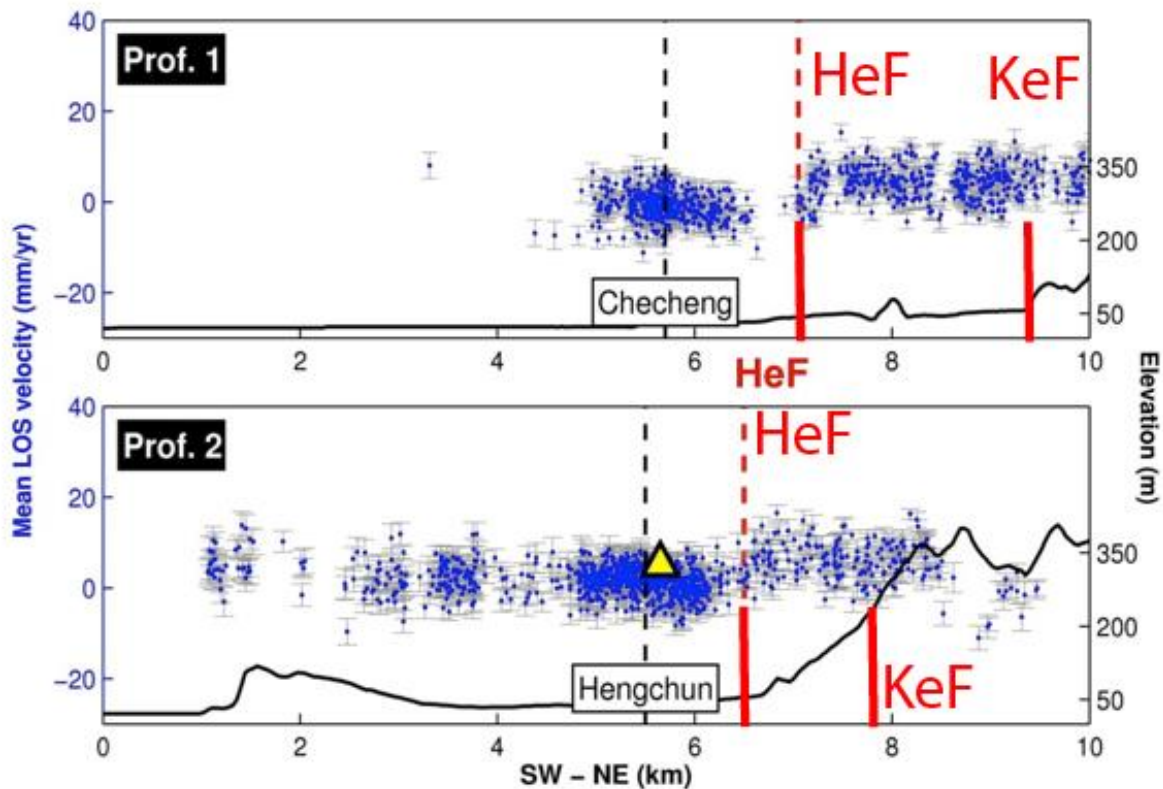 40
20
0
−20
Prof. 1
HeF
KeF
350
200
50
Checheng
0 2 4 6 8 10
HeF
Mean LOS velocity (mm/yr)
Elevation (m)
40
20
0
−20
Prof. 2
HeF
350
200
50
Hengchun
KeF
0 2 4 6 8 10
SW − NE (km)